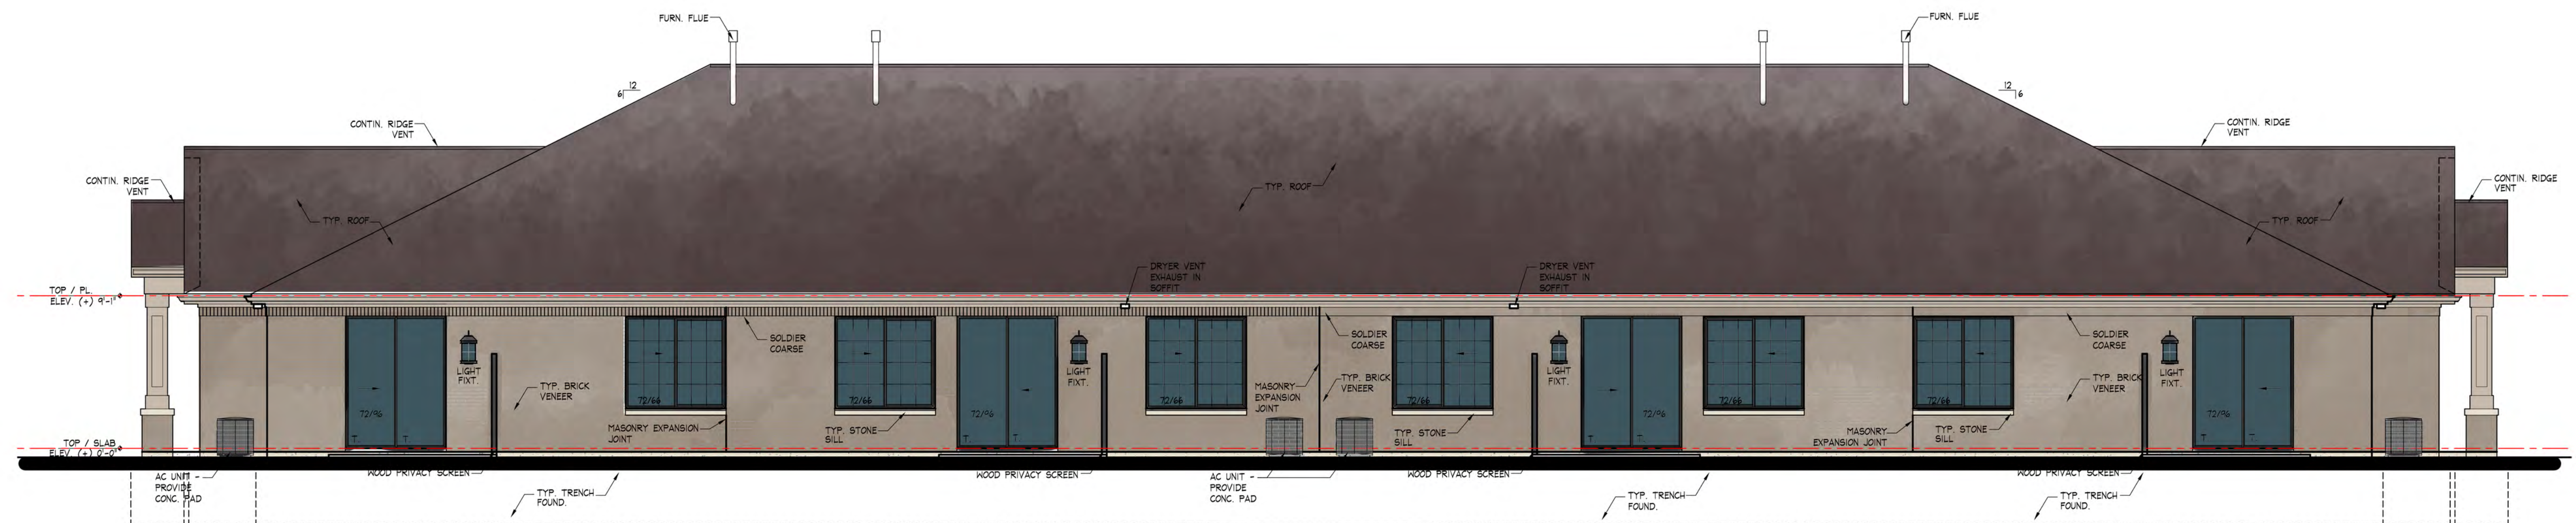 FURN. FLUE
FURN. FLUE
12
6
12
6
CONTIN. RIDGE
VENT
CONTIN. RIDGE
VENT
CONTIN. RIDGE
VENT
CONTIN. RIDGE
VENT
TYP. ROOF
TYP. ROOF
TYP. ROOF
DRYER VENT
EXHAUST IN
SOFFIT
DRYER VENT
EXHAUST IN
SOFFIT
TOP / PL.
ELEV. (+) 9'-1"
SOLDIER
COARSE
SOLDIER
COARSE
SOLDIER
COARSE
LIGHT
FIXT.
LIGHT
FIXT.
LIGHT
FIXT.
LIGHT
FIXT.
TYP. BRICK
VENEER
TYP. BRICK
VENEER
TYP. BRICK
VENEER
MASONRY
EXPANSION
JOINT
72/96
72/66
72/66
72/96
72/66
72/66
72/96
72/66
72/66
72/96
T
T
T
T
T
T
T
T
MASONRY EXPANSION
JOINT
TYP. STONE
SILL
TYP. STONE
SILL
MASONRY
EXPANSION JOINT
TYP. STONE
SILL
TOP / SLAB
ELEV. (+) 0'-0"
WOOD PRIVACY SCREEN
WOOD PRIVACY SCREEN
WOOD PRIVACY SCREEN
WOOD PRIVACY SCREEN
AC UNIT -
PROVIDE
CONC. PAD
AC UNIT -
PROVIDE
CONC. PAD
TYP. TRENCH
FOUND.
TYP. TRENCH
FOUND.
TYP. TRENCH
FOUND.